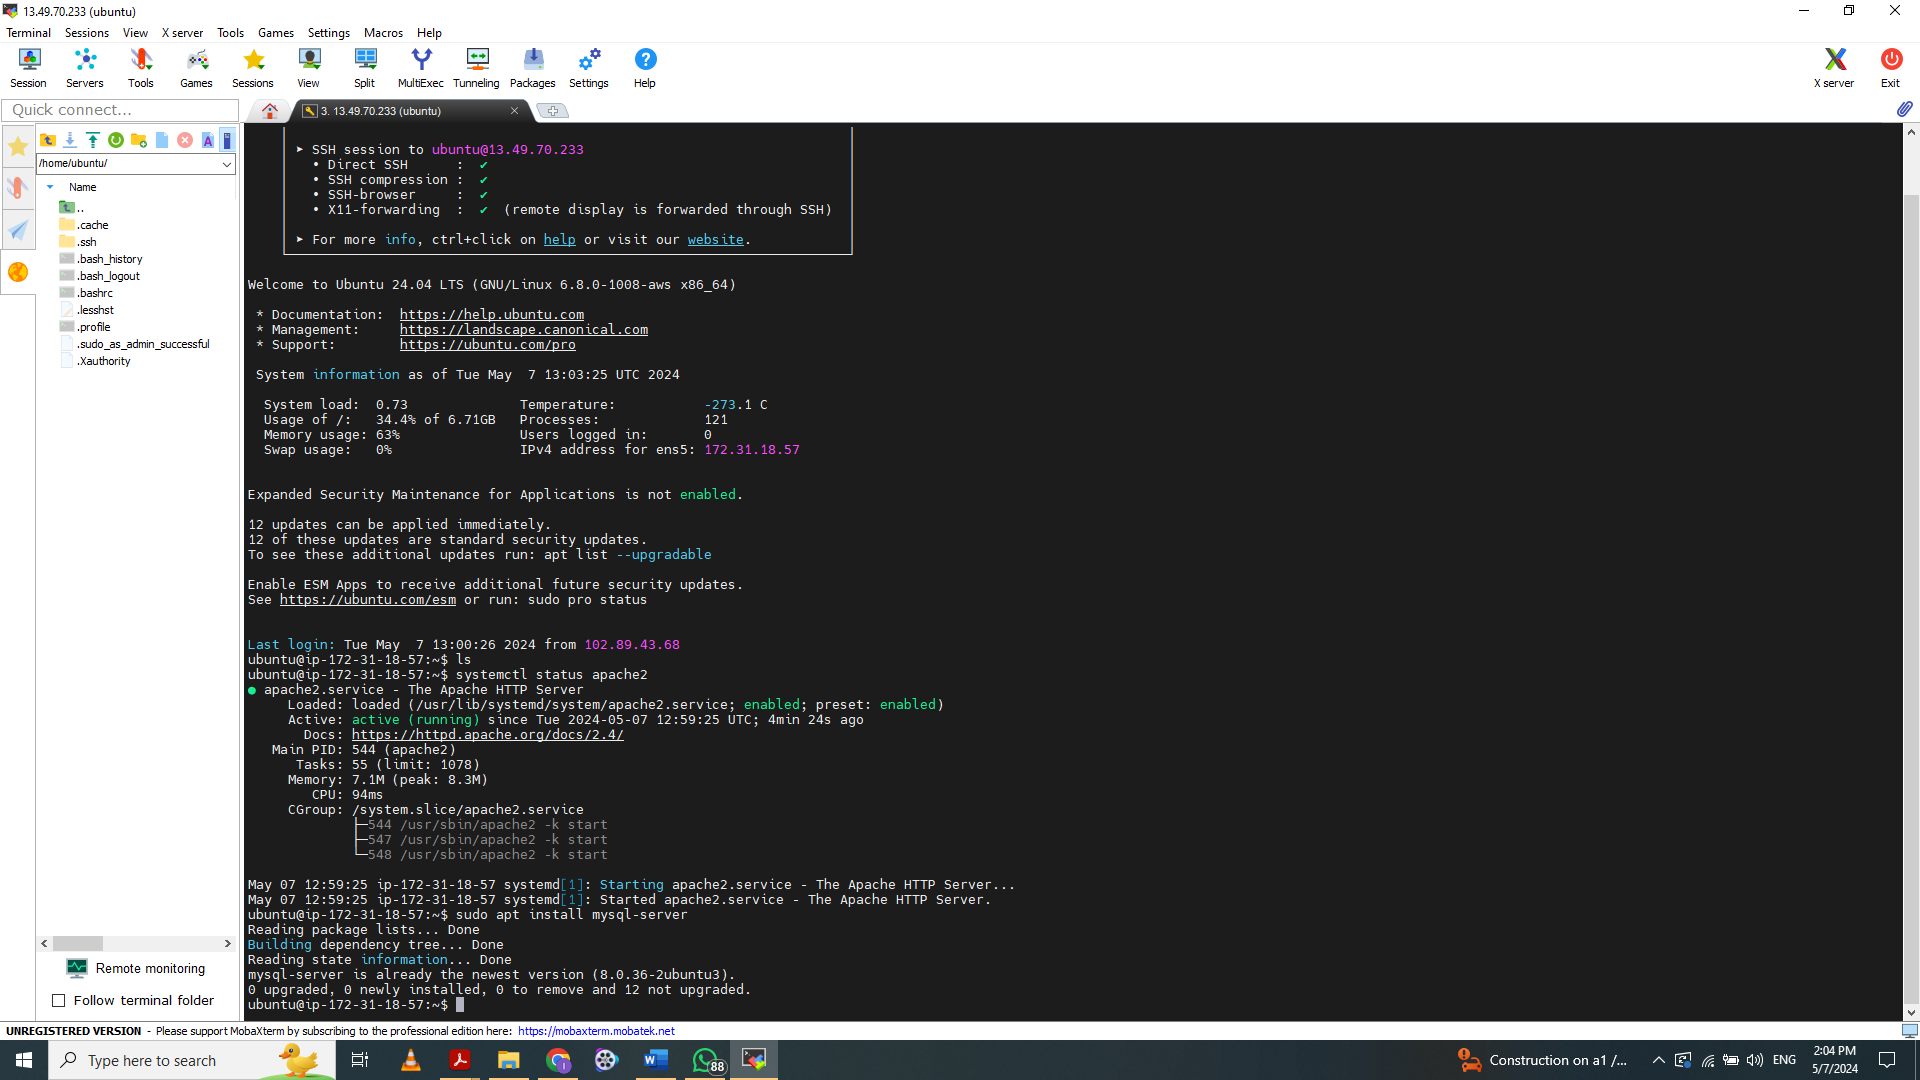 13.49.70.233 (ubuntu)
Terminal Sessions View X server Tools Games Settings Macros Help
Session Servers Tools Games Sessions View Split MultiExec Tunneling Packages Settings Help X server Exit
Quick connect...
3. 13.49.70.233 (ubuntu)
/home/ubuntu/
Name
..
.cache
.ssh
.bash_history
.bash_logout
.bashrc
.lesshst
.profile
.sudo_as_admin_successful
.Xauthority
Remote monitoring
Follow terminal folder
➤ SSH session to ubuntu@13.49.70.233
• Direct SSH : ✔
• SSH compression : ✔
• SSH-browser : ✔
• X11-forwarding : ✔ (remote display is forwarded through SSH)
➤ For more info, ctrl+click on help or visit our website.
Welcome to Ubuntu 24.04 LTS (GNU/Linux 6.8.0-1008-aws x86_64)
* Documentation: https://help.ubuntu.com
* Management: https://landscape.canonical.com
* Support: https://ubuntu.com/pro
System information as of Tue May 7 13:03:25 UTC 2024
System load: 0.73 Temperature: -273.1 C
Usage of /: 34.4% of 6.71GB Processes: 121
Memory usage: 63% Users logged in: 0
Swap usage: 0% IPv4 address for ens5: 172.31.18.57
Expanded Security Maintenance for Applications is not enabled.
12 updates can be applied immediately.
12 of these updates are standard security updates.
To see these additional updates run: apt list --upgradable
Enable ESM Apps to receive additional future security updates.
See https://ubuntu.com/esm or run: sudo pro status
Last login: Tue May 7 13:00:26 2024 from 102.89.43.68
ubuntu@ip-172-31-18-57:~$ ls
ubuntu@ip-172-31-18-57:~$ systemctl status apache2
● apache2.service - The Apache HTTP Server
Loaded: loaded (/usr/lib/systemd/system/apache2.service; enabled; preset: enabled)
Active: active (running) since Tue 2024-05-07 12:59:25 UTC; 4min 24s ago
Docs: https://httpd.apache.org/docs/2.4/
Main PID: 544 (apache2)
Tasks: 55 (limit: 1078)
Memory: 7.1M (peak: 8.3M)
CPU: 94ms
CGroup: /system.slice/apache2.service
├─544 /usr/sbin/apache2 -k start
├─547 /usr/sbin/apache2 -k start
└─548 /usr/sbin/apache2 -k start
May 07 12:59:25 ip-172-31-18-57 systemd[1]: Starting apache2.service - The Apache HTTP Server...
May 07 12:59:25 ip-172-31-18-57 systemd[1]: Started apache2.service - The Apache HTTP Server.
ubuntu@ip-172-31-18-57:~$ sudo apt install mysql-server
Reading package lists... Done
Building dependency tree... Done
Reading state information... Done
mysql-server is already the newest version (8.0.36-2ubuntu3).
0 upgraded, 0 newly installed, 0 to remove and 12 not upgraded.
ubuntu@ip-172-31-18-57:~$
UNREGISTERED VERSION - Please support MobaXterm by subscribing to the professional edition here: https://mobaxterm.mobatek.net
Type here to search
88
Construction on a1 /...
ENG
2:04 PM
5/7/2024